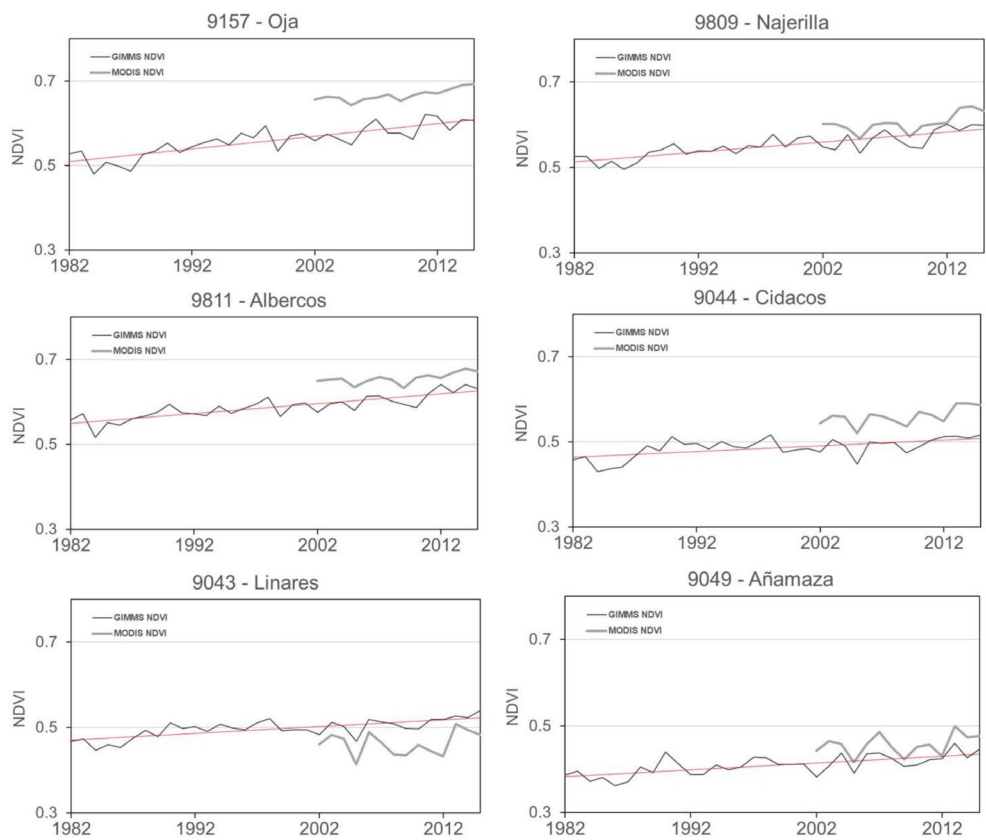 9157 - Oja
GIMMS NDVI
MODIS NDVI
NDVI
0.7
0.5
0.3
1982
1992
2002
2012
9809 - Najerilla
GIMMS NDVI
MODIS NDVI
NDVI
0.7
0.5
0.3
1982
1992
2002
2012
9811 - Albercos
GIMMS NDVI
MODIS NDVI
NDVI
0.7
0.5
0.3
1982
1992
2002
2012
9044 - Cidacos
GIMMS NDVI
MODIS NDVI
NDVI
0.7
0.5
0.3
1982
1992
2002
2012
9043 - Linares
GIMMS NDVI
MODIS NDVI
NDVI
0.7
0.5
0.3
1982
1992
2002
2012
9049 - Añamaza
GIMMS NDVI
MODIS NDVI
NDVI
0.7
0.5
0.3
1982
1992
2002
2012